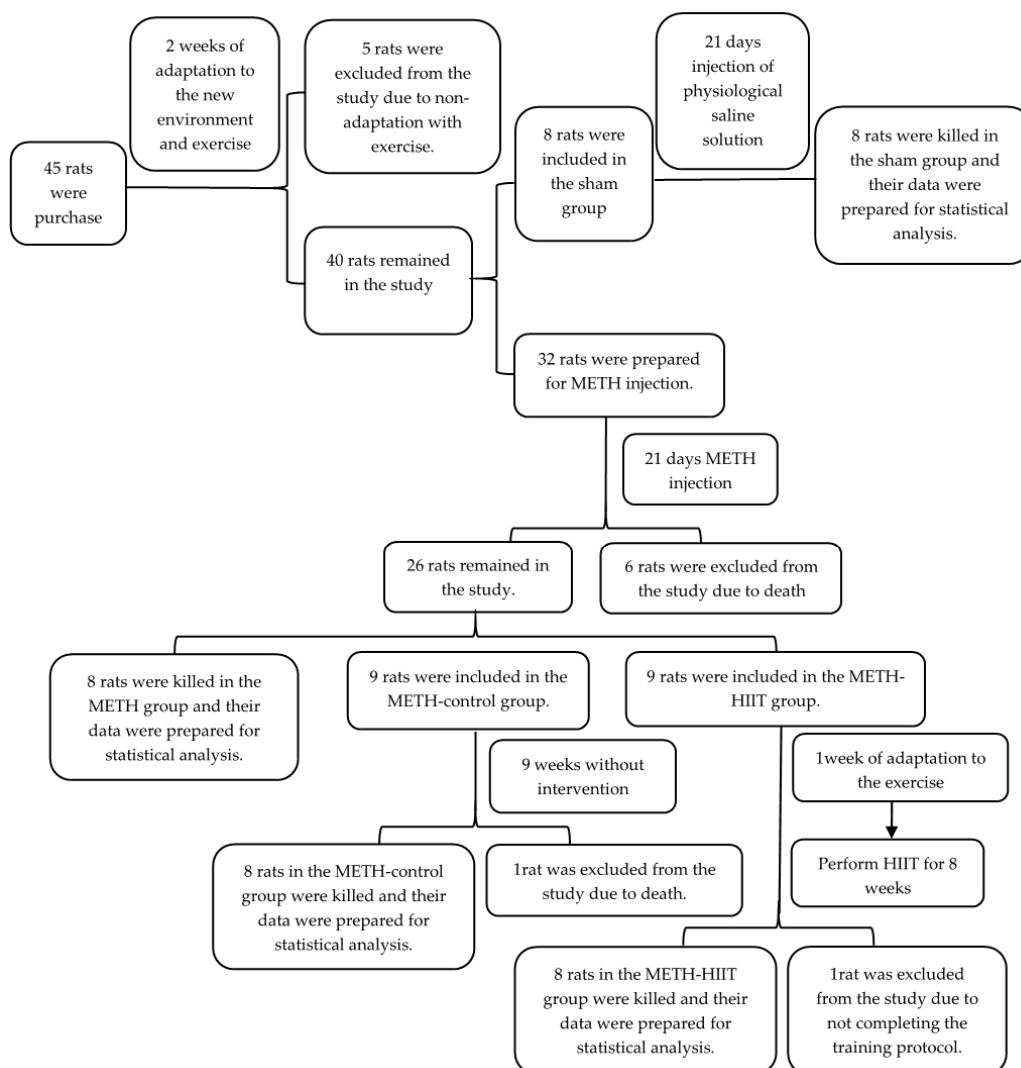 45 rats
were
purchase
2 weeks of
adaptation to
the new
environment
and exercise
5 rats were
excluded from the
study due to non-
adaptation with
exercise.
40 rats remained
in the study
8 rats were
included in
the sham
group
21 days
injection of
physiological
saline
solution
8 rats were killed in
the sham group and
their data were
prepared for statistical
analysis.
32 rats were prepared
for METH injection.
21 days METH
injection
26 rats remained in
the study.
6 rats were excluded from
the study due to death
8 rats were killed in the
METH group and their
data were prepared for
statistical analysis.
9 rats were included in the
METH-control group.
9 rats were included in the METH-
HIIT group.
9 weeks without
intervention
1week of adaptation to
the exercise
Perform HIIT for 8
weeks
8 rats in the METH-control
group were killed and their
data were prepared for
statistical analysis.
1rat was excluded from the
study due to death.
8 rats in the METH-HIIT
group were killed and their
data were prepared for
statistical analysis.
1rat was excluded
from the study due to
not completing the
training protocol.